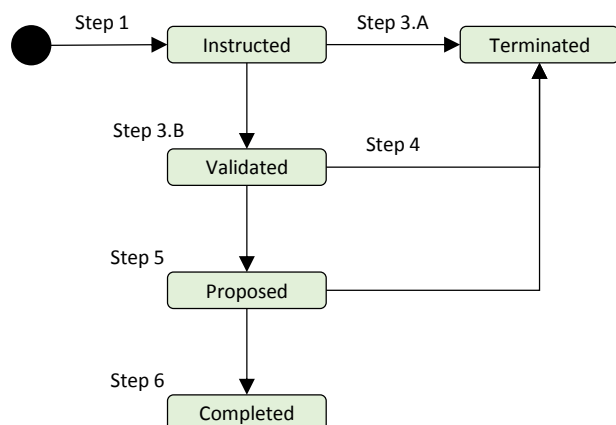 Step 1
Instructed
Step 3.A
Terminated
Step 3.B
Validated
Step 4
Step 5
Proposed
Step 6
Completed